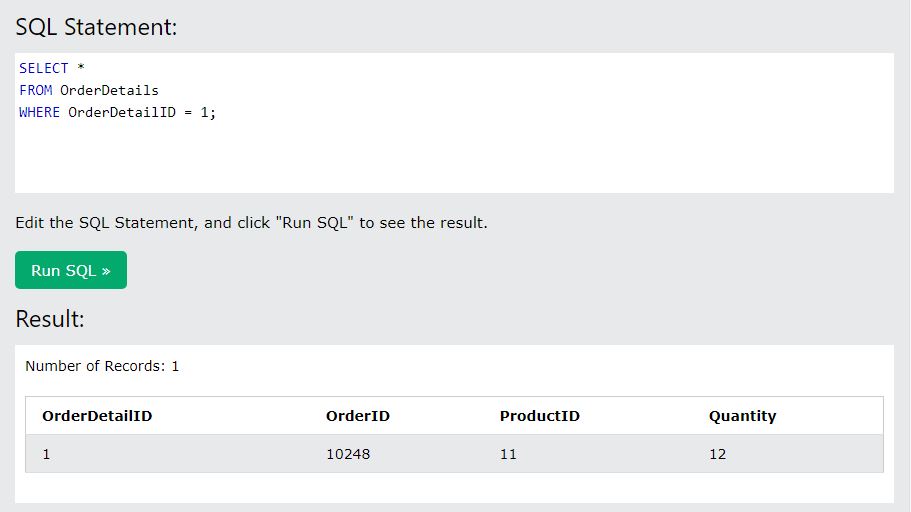 SQL Statement:
SELECT *
FROM OrderDetails
WHERE OrderDetailID = 1;
Edit the SQL Statement, and click "Run SQL" to see the result.
Run SQL »
Result:
Number of Records: 1
OrderDetailID OrderID ProductID Quantity
1 10248 11 12